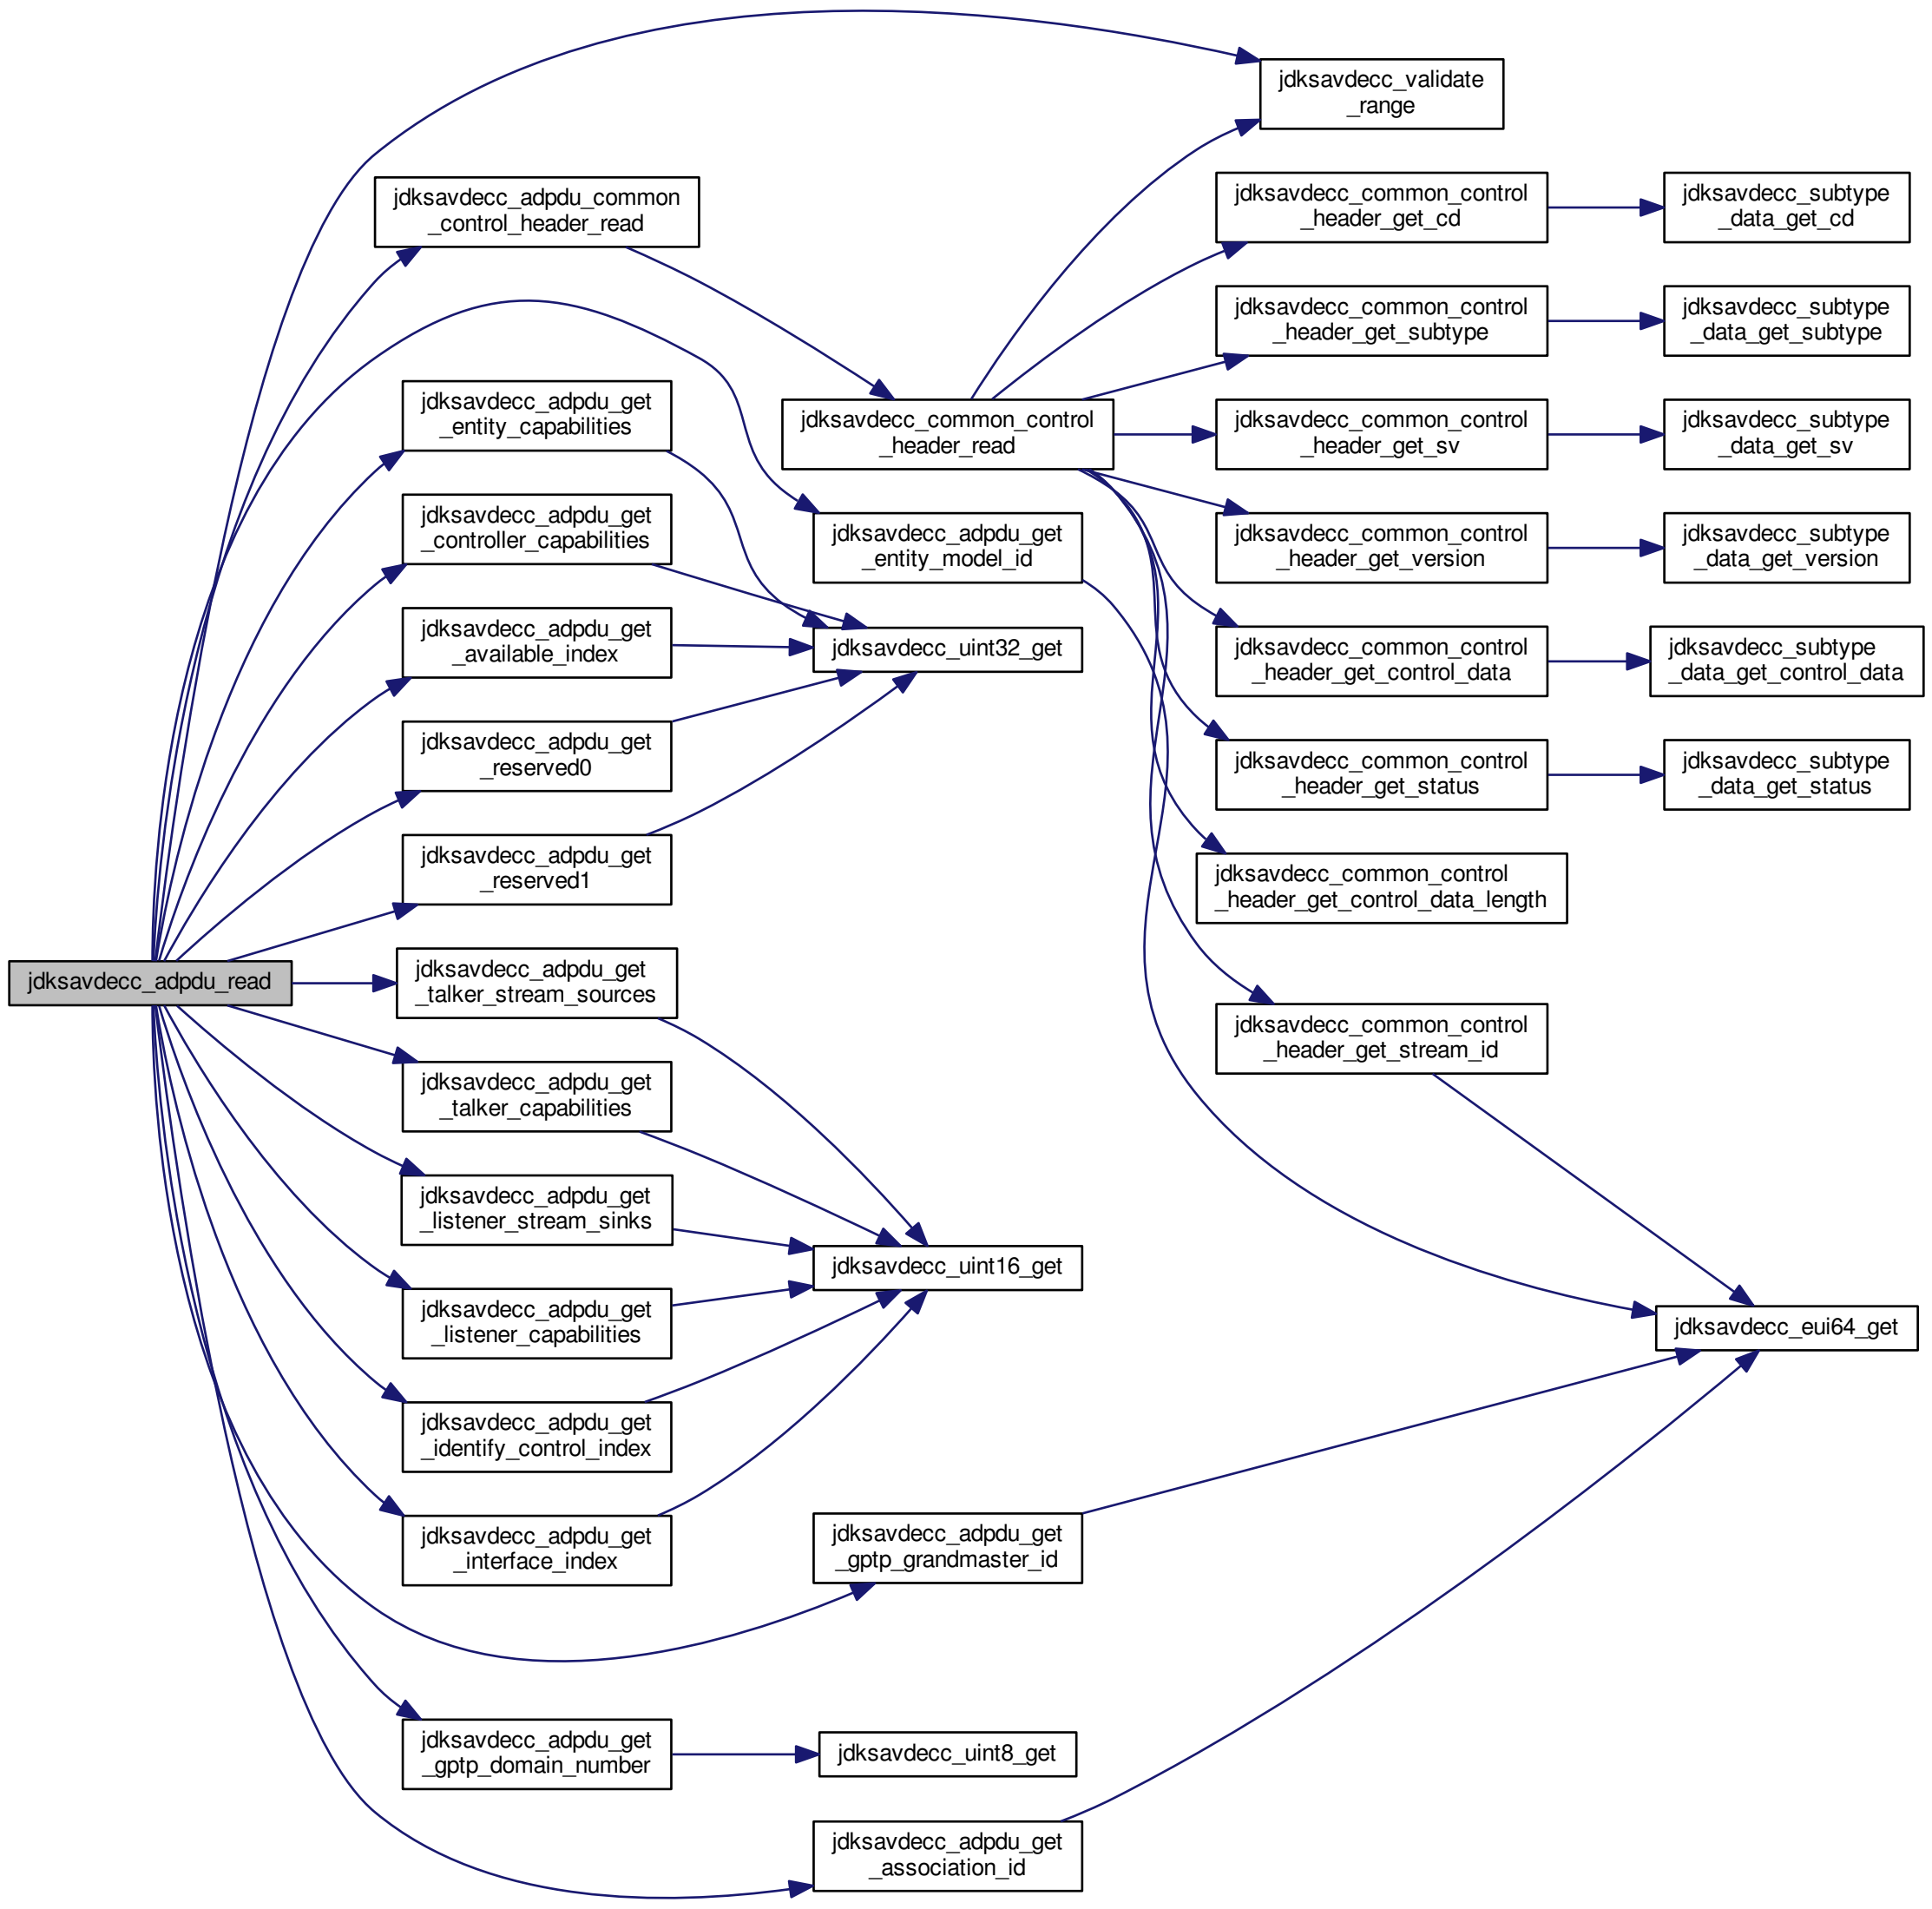 jdksavdecc_validate
_range
jdksavdecc_adpdu_common
_control_header_read
jdksavdecc_common_control
_header_get_cd
jdksavdecc_subtype
_data_get_cd
jdksavdecc_common_control
_header_get_subtype
jdksavdecc_subtype
_data_get_subtype
jdksavdecc_adpdu_get
_entity_capabilities
jdksavdecc_common_control
_header_read
jdksavdecc_common_control
_header_get_sv
jdksavdecc_subtype
_data_get_sv
jdksavdecc_adpdu_get
_controller_capabilities
jdksavdecc_adpdu_get
_entity_model_id
jdksavdecc_common_control
_header_get_version
jdksavdecc_subtype
_data_get_version
jdksavdecc_adpdu_get
_available_index
jdksavdecc_uint32_get
jdksavdecc_common_control
_header_get_control_data
jdksavdecc_subtype
_data_get_control_data
jdksavdecc_adpdu_get
_reserved0
jdksavdecc_common_control
_header_get_status
jdksavdecc_subtype
_data_get_status
jdksavdecc_adpdu_get
_reserved1
jdksavdecc_common_control
_header_get_control_data_length
jdksavdecc_adpdu_read
jdksavdecc_adpdu_get
_talker_stream_sources
jdksavdecc_common_control
_header_get_stream_id
jdksavdecc_adpdu_get
_talker_capabilities
jdksavdecc_adpdu_get
_listener_stream_sinks
jdksavdecc_uint16_get
jdksavdecc_adpdu_get
_listener_capabilities
jdksavdecc_eui64_get
jdksavdecc_adpdu_get
_identify_control_index
jdksavdecc_adpdu_get
_interface_index
jdksavdecc_adpdu_get
_gptp_grandmaster_id
jdksavdecc_adpdu_get
_gptp_domain_number
jdksavdecc_uint8_get
jdksavdecc_adpdu_get
_association_id